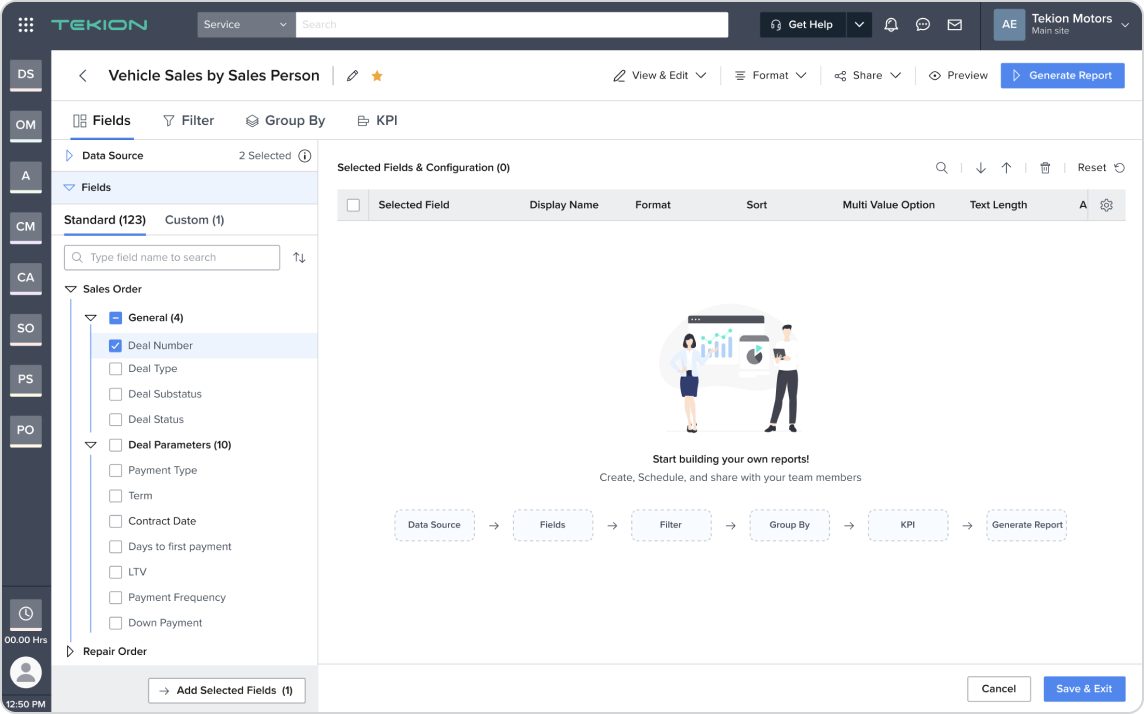 TEKION
Service
Search
Get Help
AE
Tekion Motors
Main site
DS
OM
A
CM
CA
SO
PS
PO
00.00 Hrs
12:50 PM
Vehicle Sales by Sales Person
View & Edit
Format
Share
Preview
Generate Report
Fields
Filter
Group By
KPI
Data Source
2 Selected
Fields
Standard (123)
Custom (1)
Type field name to search
Sales Order
General (4)
Deal Number
Deal Type
Deal Substatus
Deal Status
Deal Parameters (10)
Payment Type
Term
Contract Date
Days to first payment
LTV
Payment Frequency
Down Payment
Repair Order
Add Selected Fields (1)
Selected Fields & Configuration (0)
Reset
Selected Field
Display Name
Format
Sort
Multi Value Option
Text Length
A
Start building your own reports!
Create, Schedule, and share with your team members
Data Source
Fields
Filter
Group By
KPI
Generate Report
Cancel
Save & Exit